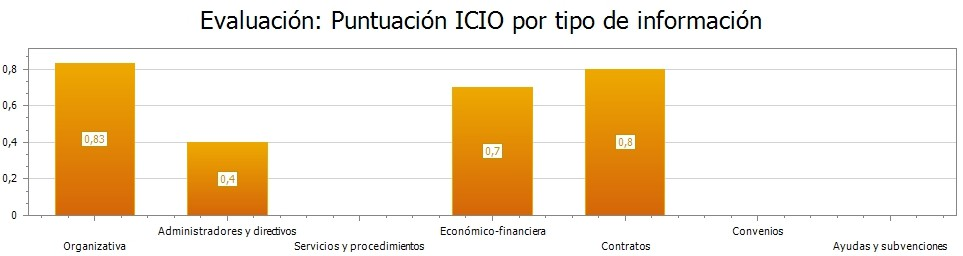 Evaluación: Puntuación ICIO por tipo de información
0,8
0,6
0,4
0,2
0
0,83
0,4
0,7
0,8
Organizativa
Administradores y directivos
Servicios y procedimientos
Económico-financiera
Contratos
Convenios
Ayudas y subvenciones